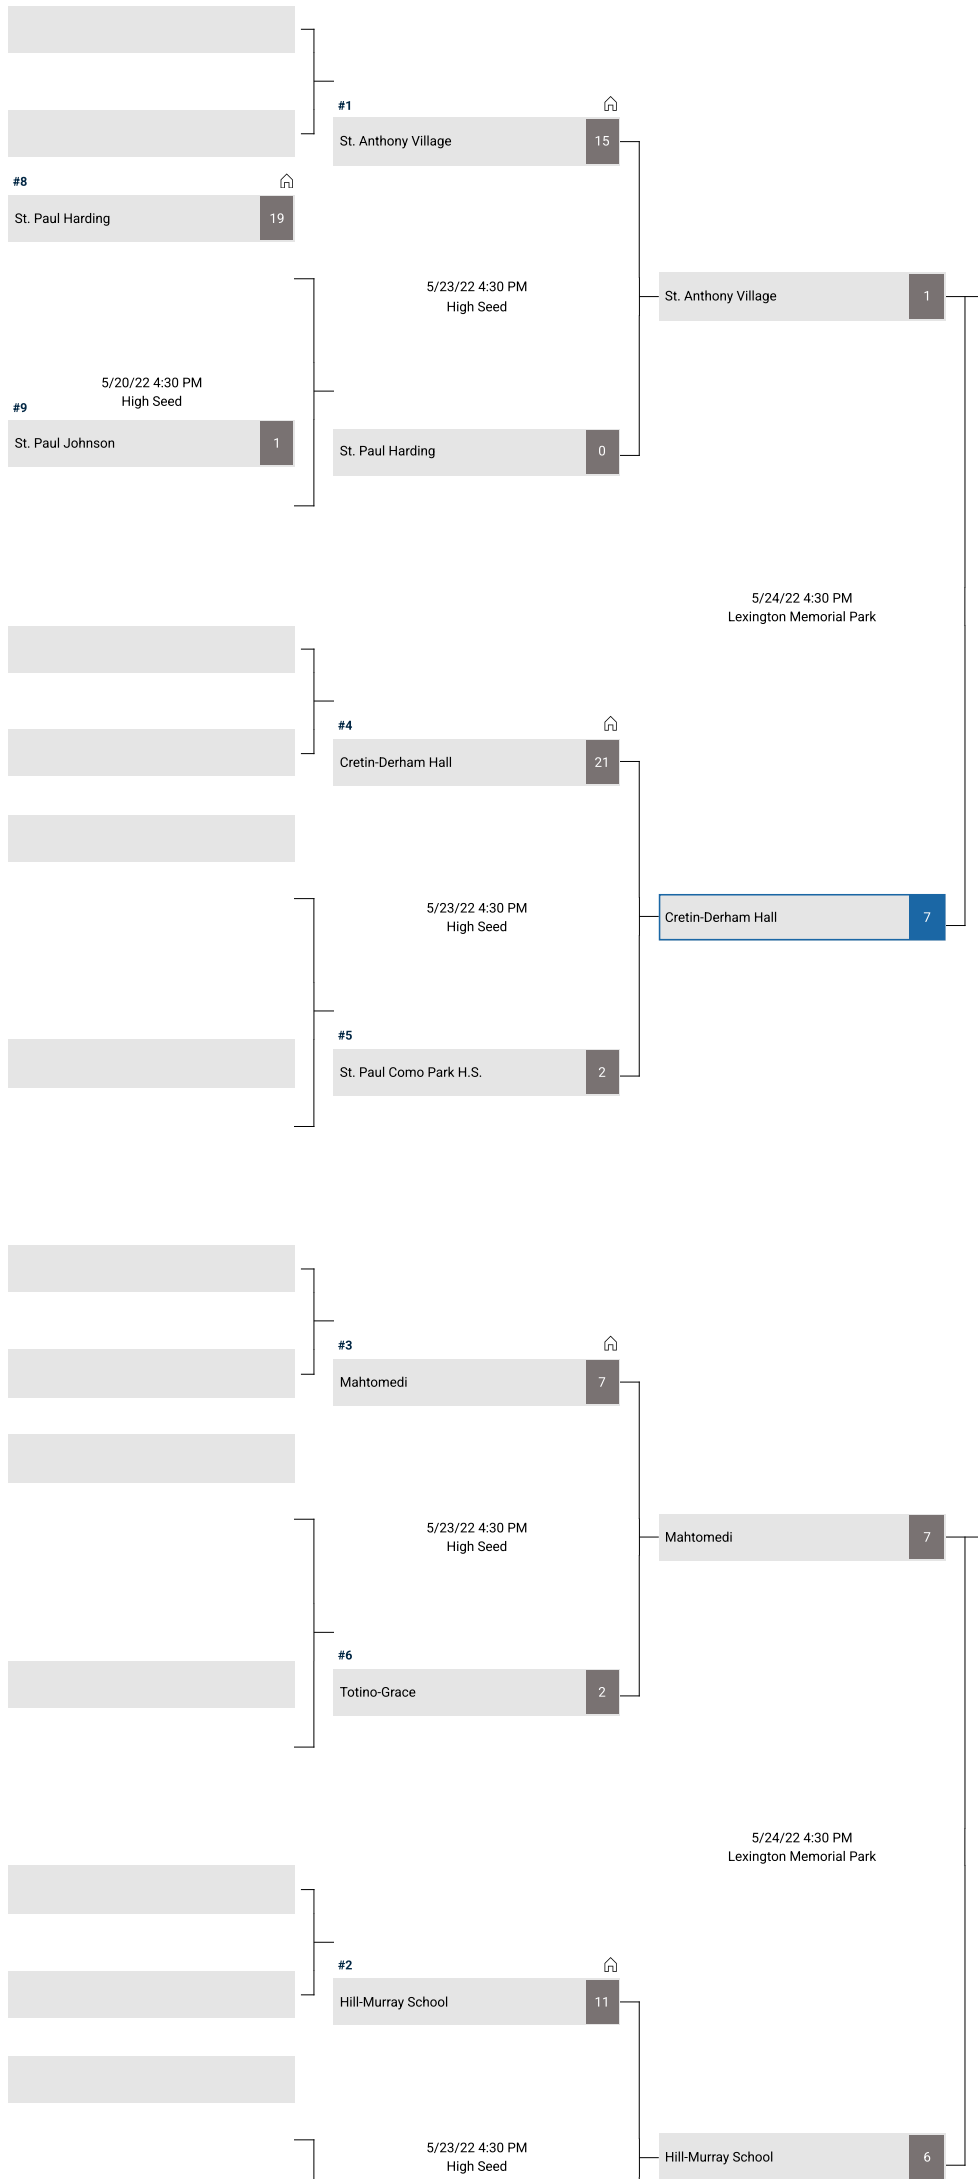 #1
St. Anthony Village
15
#8
St. Paul Harding
19
5/23/22 4:30 PM
High Seed
St. Anthony Village
1
5/20/22 4:30 PM
High Seed
#9
St. Paul Johnson
1
St. Paul Harding
0
5/24/22 4:30 PM
Lexington Memorial Park
#4
Cretin-Derham Hall
21
5/23/22 4:30 PM
High Seed
Cretin-Derham Hall
7
#5
St. Paul Como Park H.S.
2
#3
Mahtomedi
7
5/23/22 4:30 PM
High Seed
Mahtomedi
7
#6
Totino-Grace
2
5/24/22 4:30 PM
Lexington Memorial Park
#2
Hill-Murray School
11
5/23/22 4:30 PM
High Seed
Hill-Murray School
6